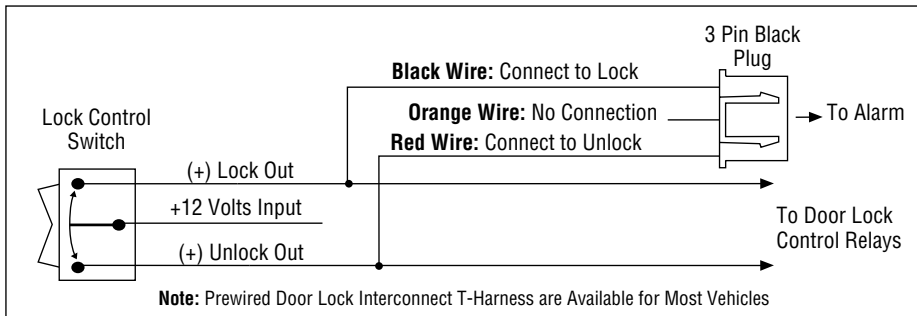 3 Pin Black
Plug
Black Wire: Connect to Lock
Orange Wire: No Connection
To Alarm
Lock Control
Switch
Red Wire: Connect to Unlock
(+) Lock Out
+12 Volts Input
To Door Lock
Control Relays
(+) Unlock Out
Note: Prewired Door Lock Interconnect T-Harness are Available for Most Vehicles